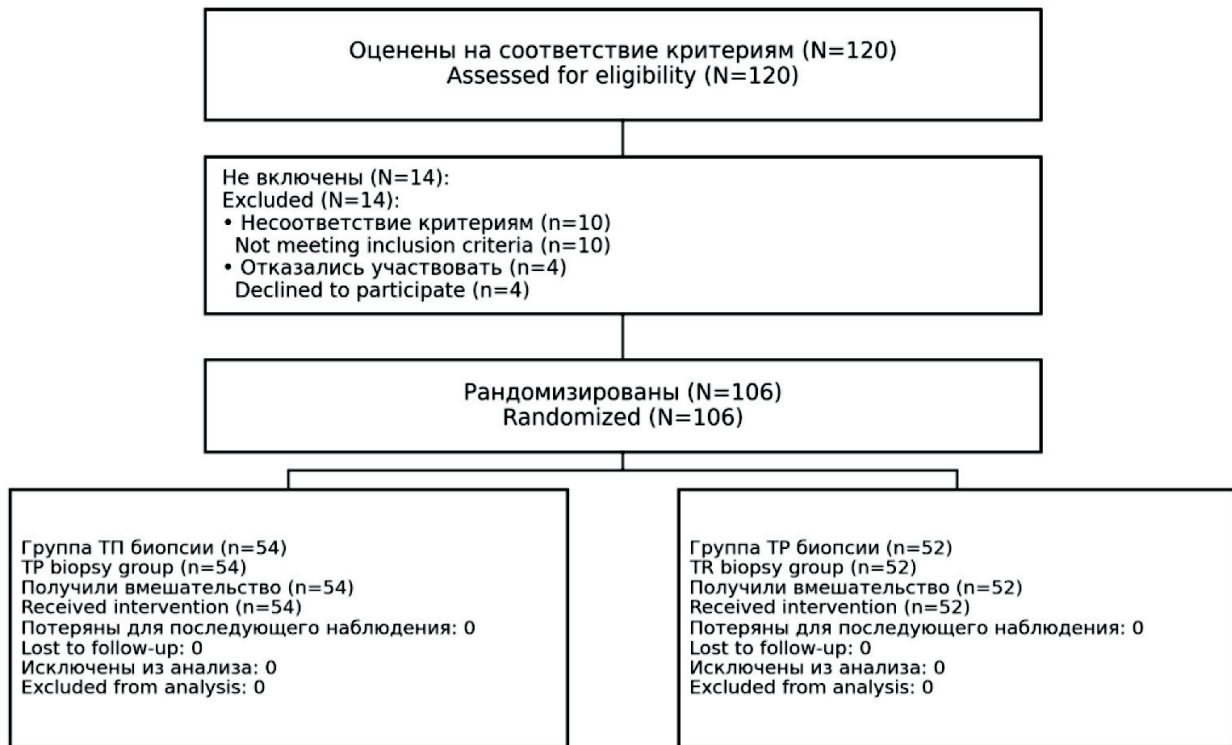 Оценены на соответствие критериям (N=120)
Assessed for eligibility (N=120)
Не включены (N=14):
Excluded (N=14):
• Несоответствие критериям (n=10)
Not meeting inclusion criteria (n=10)
• Отказались участвовать (n=4)
Declined to participate (n=4)
Рандомизированы (N=106)
Randomized (N=106)
Группа ТП биопсии (n=54)
TP biopsy group (n=54)
Получили вмешательство (n=54)
Received intervention (n=54)
Потеряны для последующего наблюдения: 0
Lost to follow-up: 0
Исключены из анализа: 0
Excluded from analysis: 0
Группа ТР биопсии (n=52)
TR biopsy group (n=52)
Получили вмешательство (n=52)
Received intervention (n=52)
Потеряны для последующего наблюдения: 0
Lost to follow-up: 0
Исключены из анализа: 0
Excluded from analysis: 0